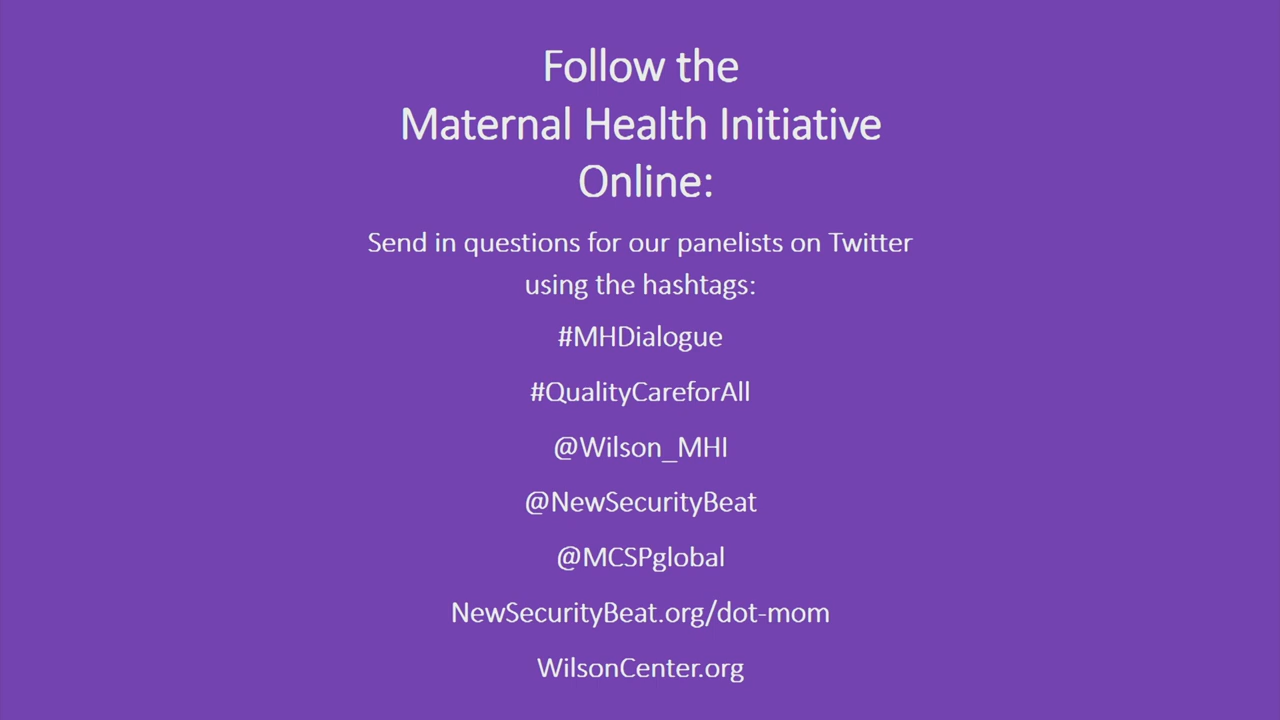 Follow the
Maternal Health Initiative
Online:
Send in questions for our panelists on Twitter
using the hashtags:
#MHDialogue
#QualityCareforAll
@Wilson_MHI
@NewSecurityBeat
@MCSPglobal
NewSecurityBeat.org/dot-mom
WilsonCenter.org